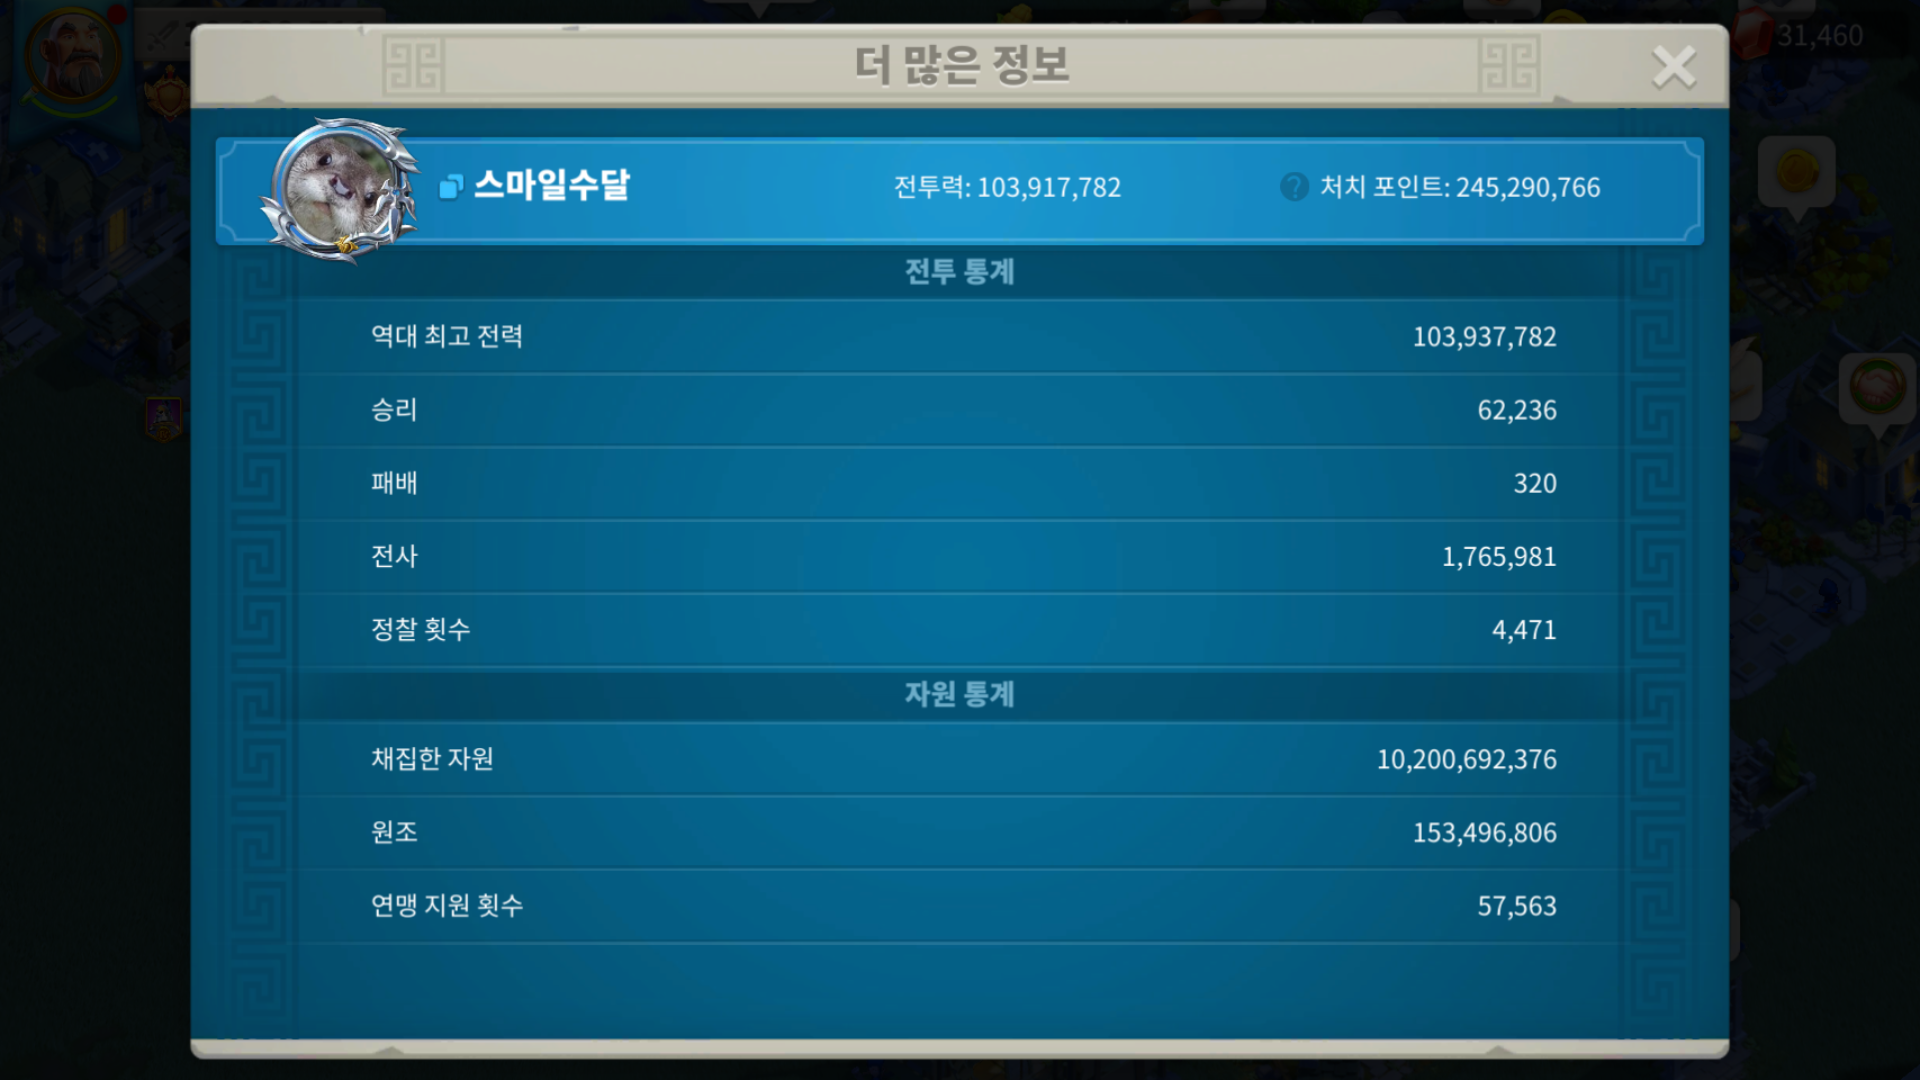 31,460
더 많은 정보
스마일수달
전투력: 103,917,782
처치 포인트: 245,290,766
전투 통계
역대 최고 전력 103,937,782
승리 62,236
패배 320
전사 1,765,981
정찰 횟수 4,471
자원 통계
채집한 자원 10,200,692,376
원조 153,496,806
연맹 지원 횟수 57,563